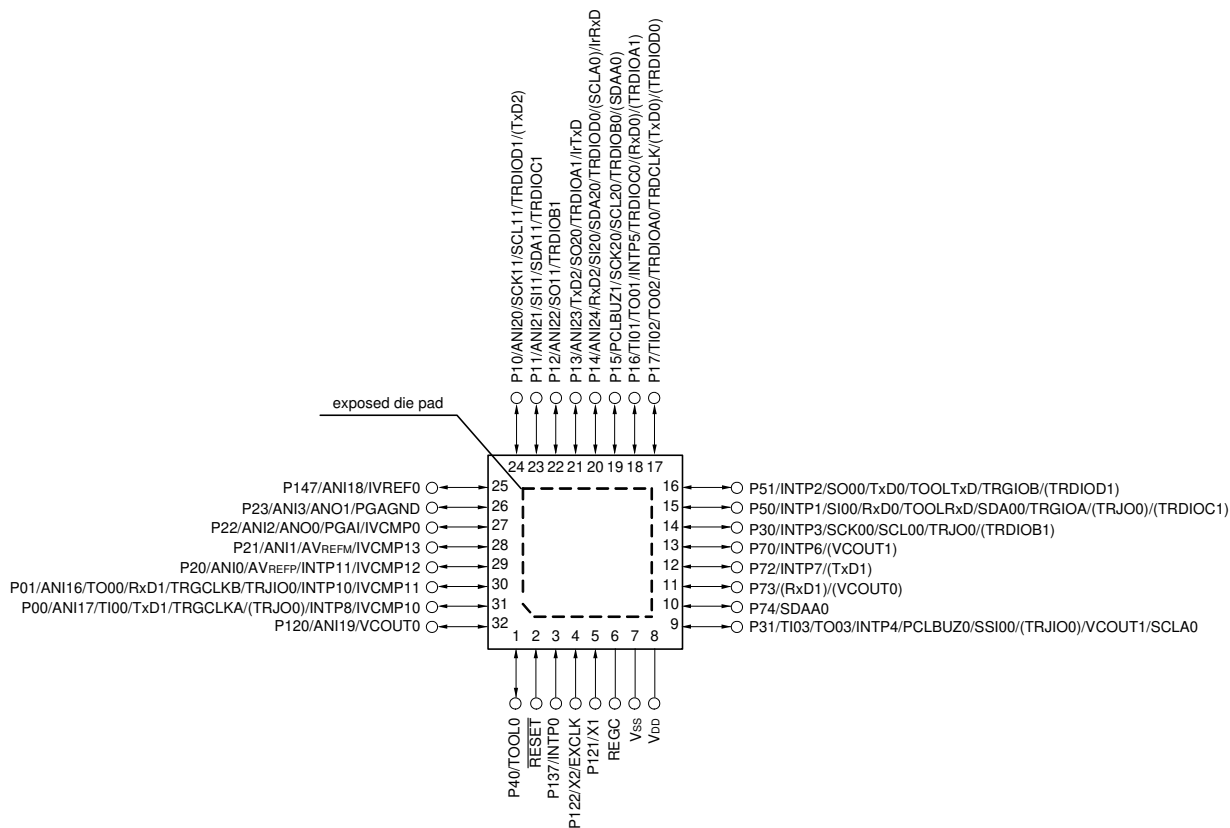 P10/ANI20/SCK11/SCL11/TRDIOD1/(TxD2)
P11/ANI21/SI11/SDA11/TRDIOC1
P12/ANI22/SO11/TRDIOB1
P13/ANI23/TxD2/SO20/TRDIOA1/IrTxD
P14/ANI24/RxD2/SI20/SDA20/TRDIOD0/(SCLA0)/IrRxD
P15/PCLBUZ1/SCK20/SCL20/TRDIOB0/(SDAA0)
P16/TI01/TO01/INTP5/TRDIOC0/(RxD0)/(TRDIOA1)
P17/TI02/TO02/TRDIOA0/TRDCLK/(TxD0)/(TRDIOD0)
exposed die pad
24 23 22 21 20 19 18 17
P147/ANI18/IVREF0 25
P23/ANI3/ANO1/PGAGND 26
P22/ANI2/ANO0/PGAI/IVCMP0 27
P21/ANI1/AVREFM/IVCMP13 28
P20/ANI0/AVREFP/INTP11/IVCMP12 29
P01/ANI16/TO00/RxD1/TRGCLKB/TRJIO0/INTP10/IVCMP11 30
P00/ANI17/TI00/TxD1/TRGCLKA/(TRJO0)/INTP8/IVCMP10 31
P120/ANI19/VCOUT0 32
16 P51/INTP2/SO00/TxD0/TOOLTxD/TRGIOB/(TRDIOD1)
15 P50/INTP1/SI00/RxD0/TOOLRxD/SDA00/TRGIOA/(TRJO0)/(TRDIOC1)
14 P30/INTP3/SCK00/SCL00/TRJO0/(TRDIOB1)
13 P70/INTP6/(VCOUT1)
12 P72/INTP7/(TxD1)
11 P73/(RxD1)/(VCOUT0)
10 P74/SDAA0
9 P31/TI03/TO03/INTP4/PCLBUZ0/SSI00/(TRJIO0)/VCOUT1/SCLA0
1 2 3 4 5 6 7 8
P40/TOOL0
RESET
P137/INTP0
P122/X2/EXCLK
P121/X1
REGC
VSS
VDD